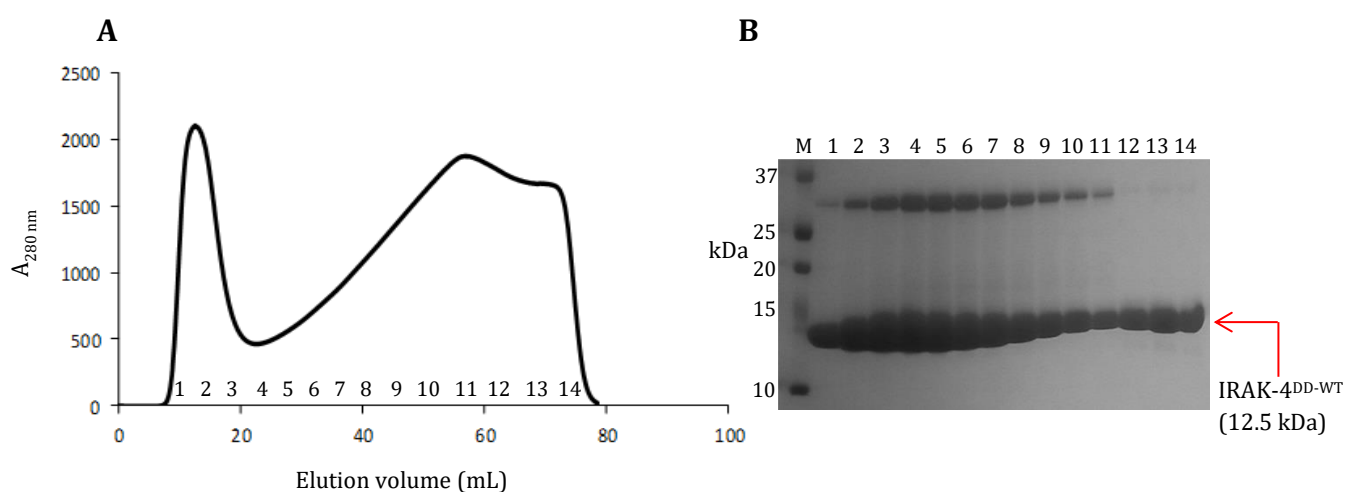 A
2500
2000
1500
1000
500
0
A280 nm
1 2 3 4 5 6 7 8 9 10 11 12 13 14
0 20 40 60 80 100
Elution volume (mL)
B
M 1 2 3 4 5 6 7 8 9 10 11 12 13 14
37
25
kDa
20
15
10
IRAK-4DD-WT
(12.5 kDa)